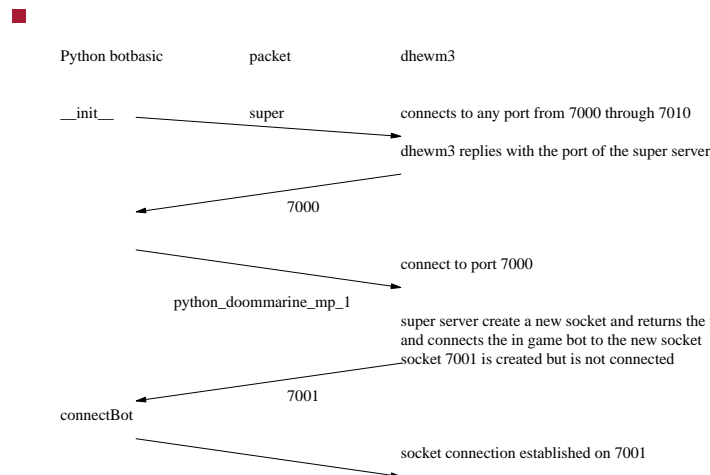 Python botbasic packet dhewm3
__init__ super connects to any port from 7000 through 7010
dhewm3 replies with the port of the super server
7000
connect to port 7000
python_doommarine_mp_1
super server create a new socket and returns the
and connects the in game bot to the new socket
socket 7001 is created but is not connected
7001
connectBot
socket connection established on 7001